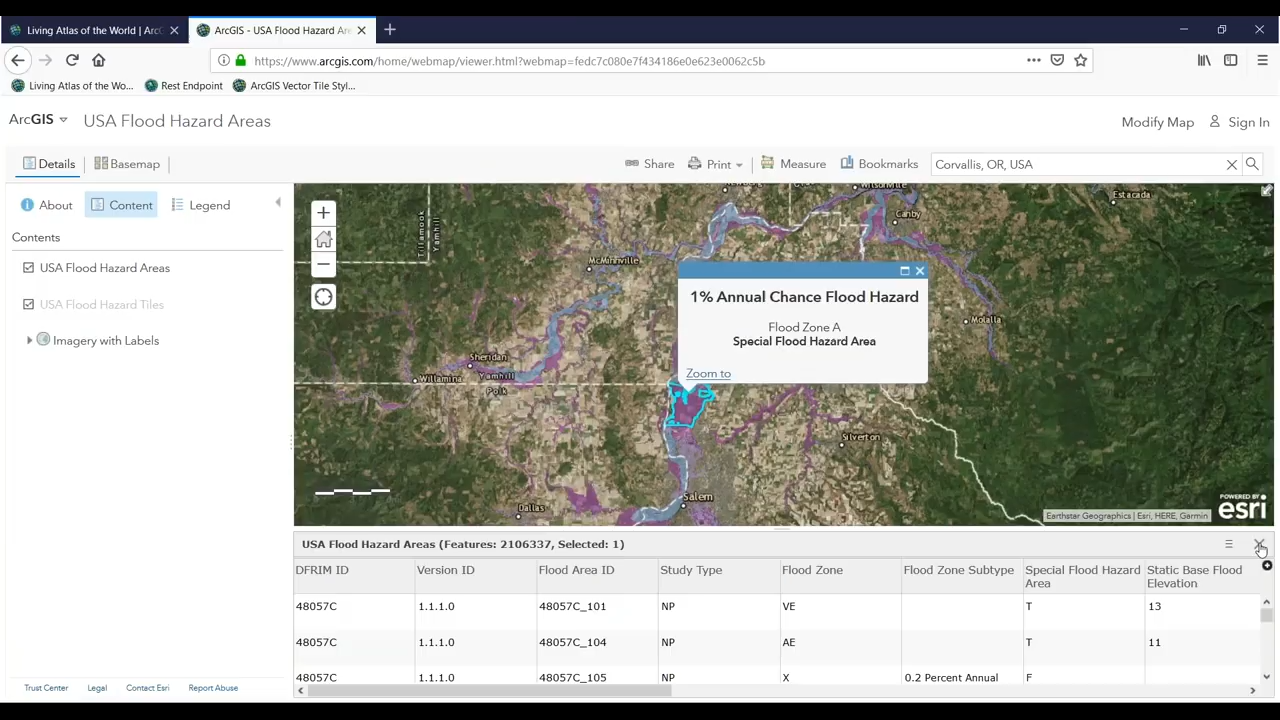 Living Atlas of the World | Arc
ArcGIS - USA Flood Hazard Are
https://www.arcgis.com/home/webmap/viewer.html?webmap=fedc7c080e7f434186e0e623e0062c5b
Living Atlas of the Wo...
Rest Endpoint
ArcGIS Vector Tile Styl...
ArcGIS
USA Flood Hazard Areas
Modify Map
Sign In
Details
Basemap
Share
Print
Measure
Bookmarks
Corvallis, OR, USA
About
Content
Legend
Contents
USA Flood Hazard Areas
USA Flood Hazard Tiles
Imagery with Labels
Trust Center
Legal
Contact Esri
Report Abuse
Wilsonville
Estacada
Canby
Tillamook
Yamhill
McMinnville
Molalla
Sheridan
Willamina
Yamhill
Polk
Silverton
Salem
Dallas
1% Annual Chance Flood Hazard
Flood Zone A
Special Flood Hazard Area
Zoom to
POWERED BY
esri
Earthstar Geographics | Esri, HERE, Garmin
USA Flood Hazard Areas (Features: 2106337, Selected: 1)
DFRIM ID Version ID Flood Area ID Study Type Flood Zone Flood Zone Subtype Special Flood Hazard Area Static Base Flood Elevation
48057C 1.1.1.0 48057C_101 NP VE T 13
48057C 1.1.1.0 48057C_104 NP AE T 11
48057C 1.1.1.0 48057C_105 NP X 0.2 Percent Annual F